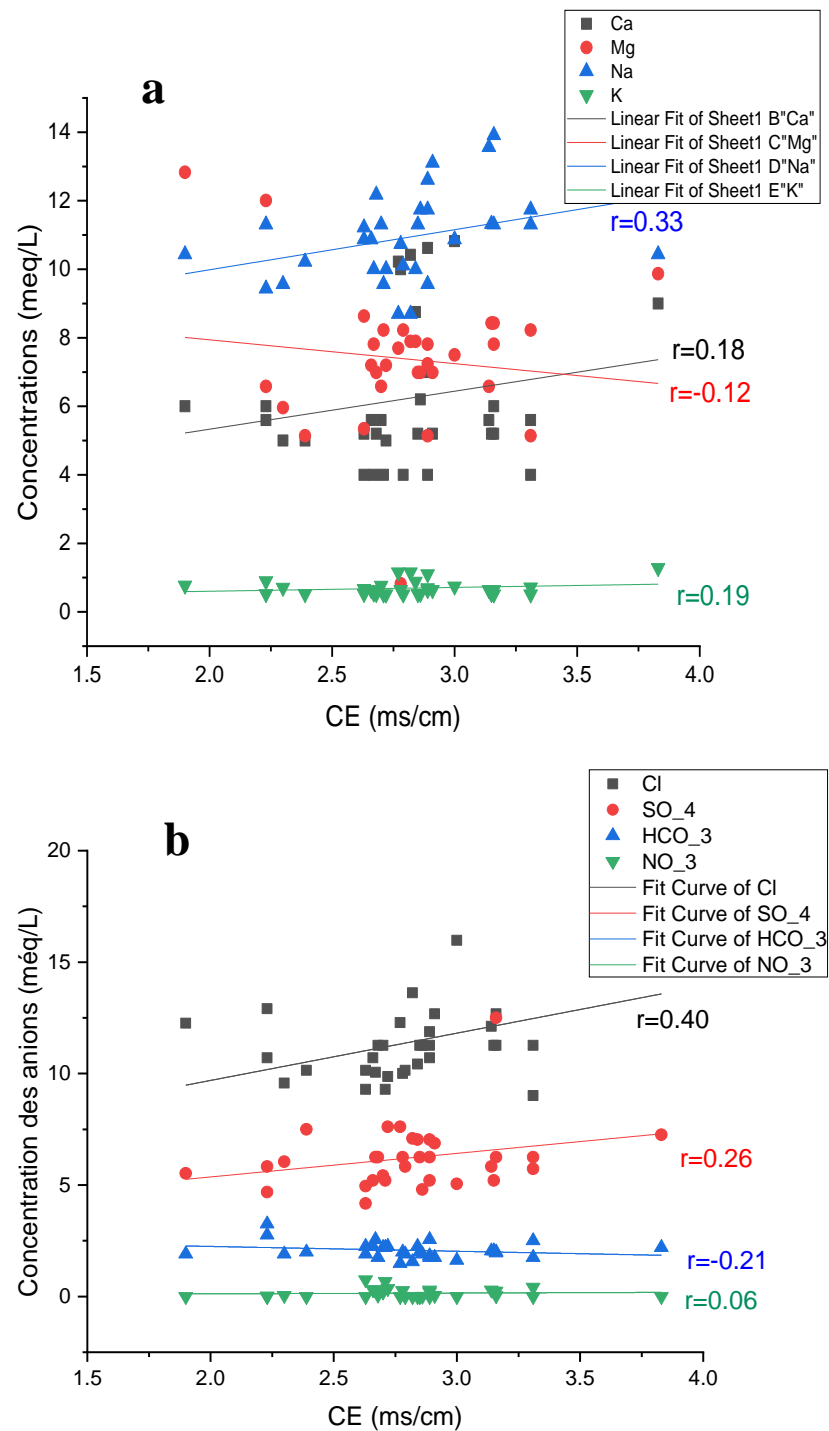 a
Ca
Mg
Na
K
Linear Fit of Sheet1 B"Ca"
Linear Fit of Sheet1 C"Mg"
Linear Fit of Sheet1 D"Na"
Linear Fit of Sheet1 E"K"
14
12
10
8
6
4
2
0
Concentrations (meq/L)
r=0.33
r=0.18
r=-0.12
r=0.19
1.5 2.0 2.5 3.0 3.5 4.0
CE (ms/cm)
b
Cl
SO_4
HCO_3
NO_3
Fit Curve of Cl
Fit Curve of SO_4
Fit Curve of HCO_3
Fit Curve of NO_3
20
15
10
5
0
Concentration des anions (méq/L)
r=0.40
r=0.26
r=-0.21
r=0.06
1.5 2.0 2.5 3.0 3.5 4.0
CE (ms/cm)